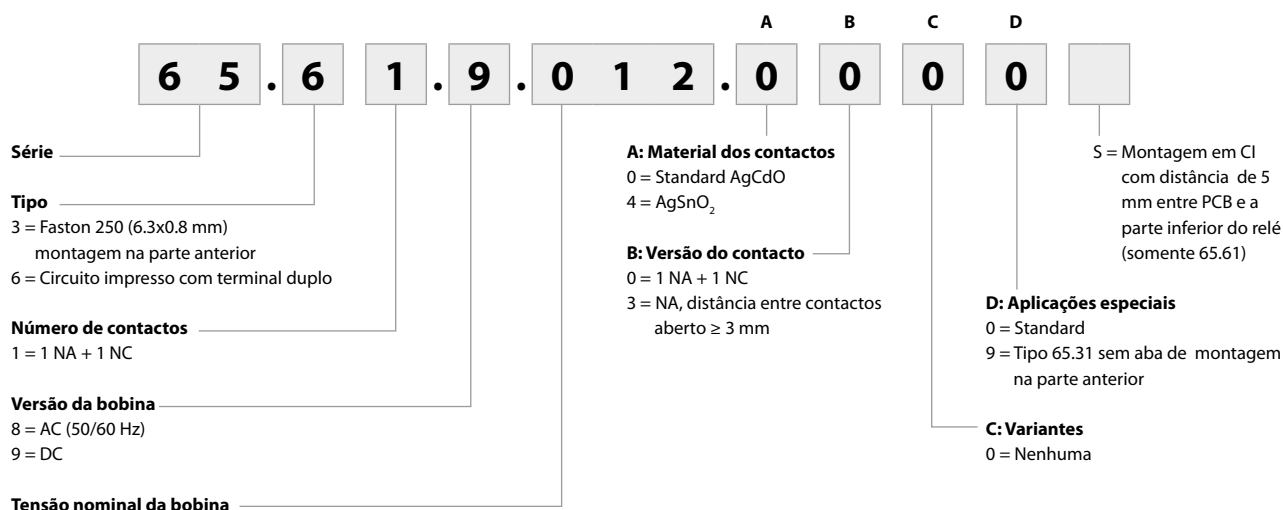 A B C D
6 5 . 6 1 . 9 . 0 1 2 . 0 0 0 0
Série
Tipo
3 = Faston 250 (6.3x0.8 mm)
montagem na parte anterior
6 = Circuito impresso com terminal duplo
Número de contactos
1 = 1 NA + 1 NC
Versão da bobina
8 = AC (50/60 Hz)
9 = DC
Tensão nominal da bobina
A: Material dos contactos
0 = Standard AgCdO
4 = AgSnO₂
B: Versão do contacto
0 = 1 NA + 1 NC
3 = NA, distância entre contactos
aberto ≥ 3 mm
S = Montagem em CI
com distância de 5
mm entre PCB e a
parte inferior do relé
(somente 65.61)
D: Aplicações especiais
0 = Standard
9 = Tipo 65.31 sem aba de montagem
na parte anterior
C: Variantes
0 = Nenhuma